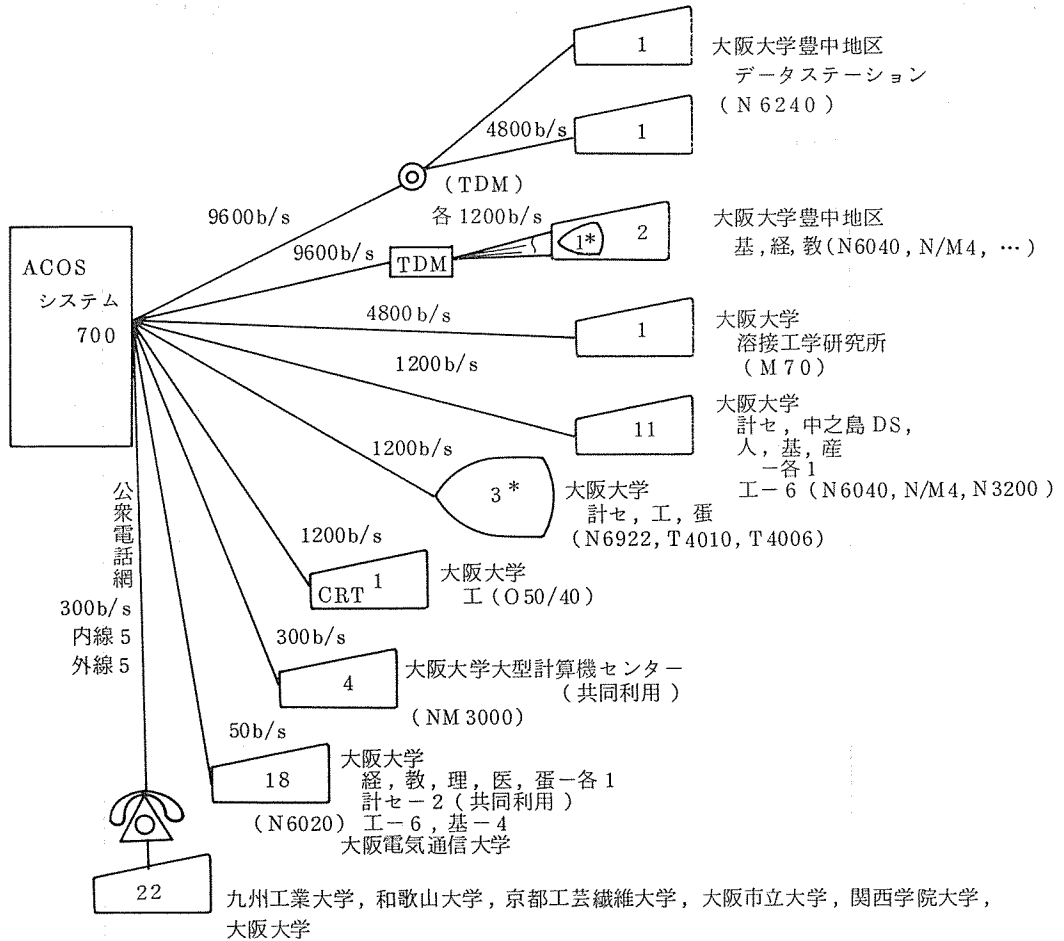 1
大阪大学豊中地区
データステーション
(N6240)
4800b/s
1
(TDM)
9600b/s
各1200b/s
1*
2
大阪大学豊中地区
基,経,教(N6040, N/M4, …)
9600b/s
TDM
ACOS
システム
700
4800b/s
1
大阪大学
溶接工学研究所
(M70)
1200b/s
11
大阪大学
計セ,中之島DS,
人,基,産
－各1
工－6(N6040, N/M4, N3200)
1200b/s
3*
大阪大学
計セ,工,蛋
(N6922, T4010, T4006)
公衆電話網
300b/s
内線5
外線5
1200b/s
CRT 1
大阪大学
工(O50/40)
300b/s
4
大阪大学大型計算機センター
(共同利用)
(NM3000)
50b/s
18
大阪大学
経,教,理,医,蛋－各1
計セ－2(共同利用)
(N6020)
工－6,基－4
大阪電気通信大学
22
九州工業大学,和歌山大学,京都工芸繊維大学,大阪市立大学,関西学院大学,
大阪大学